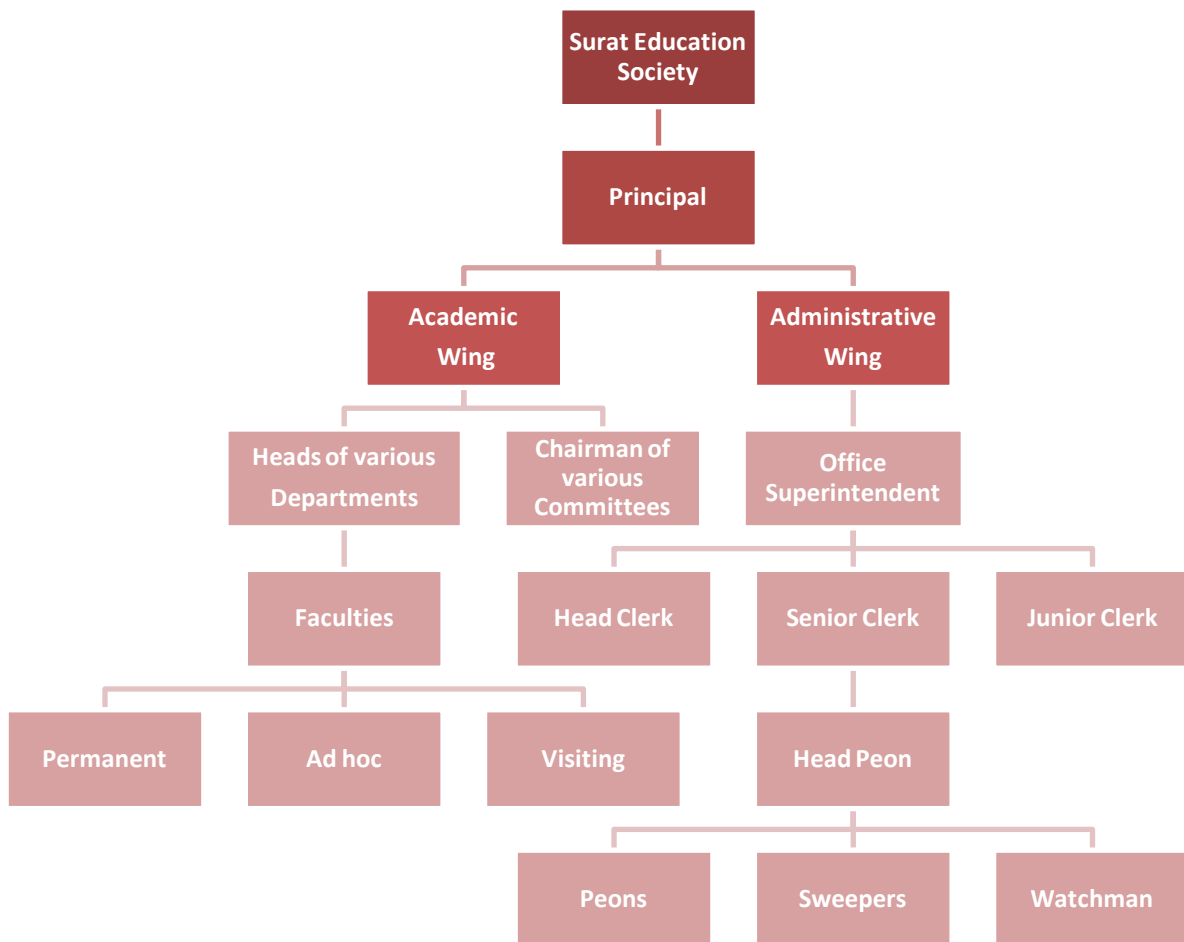 Surat Education
Society
Principal
Academic
Wing
Administrative
Wing
Heads of various
Departments
Chairman of
various
Committees
Office
Superintendent
Faculties
Head Clerk
Senior Clerk
Junior Clerk
Permanent
Ad hoc
Visiting
Head Peon
Peons
Sweepers
Watchman